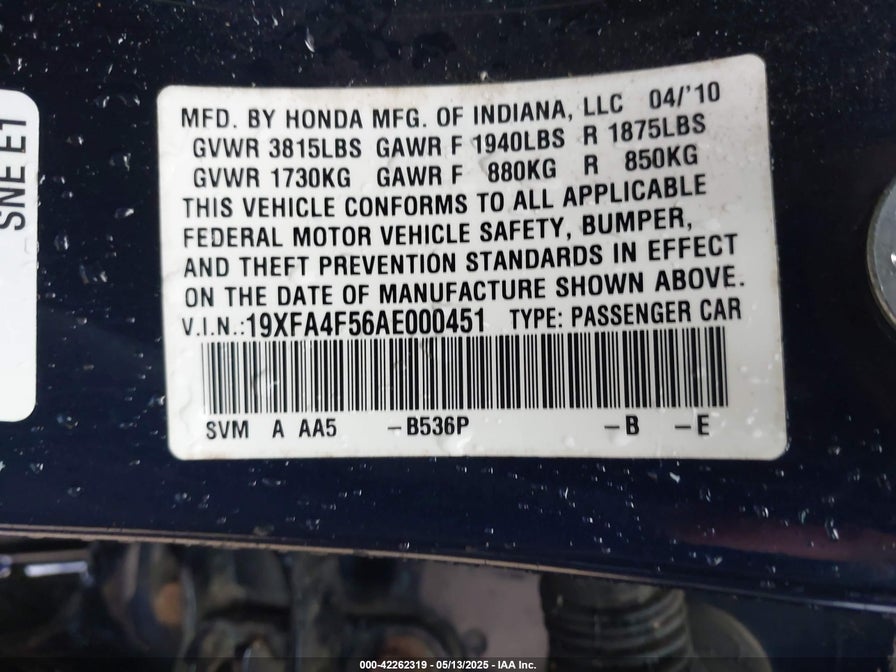 MFD. BY HONDA MFG. OF INDIANA, LLC 04/'10
GVWR 3815LBS GAWR F 1940LBS R 1875LBS
GVWR 1730KG GAWR F 880KG R 850KG
THIS VEHICLE CONFORMS TO ALL APPLICABLE
FEDERAL MOTOR VEHICLE SAFETY, BUMPER,
AND THEFT PREVENTION STANDARDS IN EFFECT
ON THE DATE OF MANUFACTURE SHOWN ABOVE.
V.I.N.:19XFA4F56AE000451 TYPE: PASSENGER CAR
SVM A AA5 -B536P -B -E
SNE E1
000-42262319 - 05/13/2025 - IAA Inc.